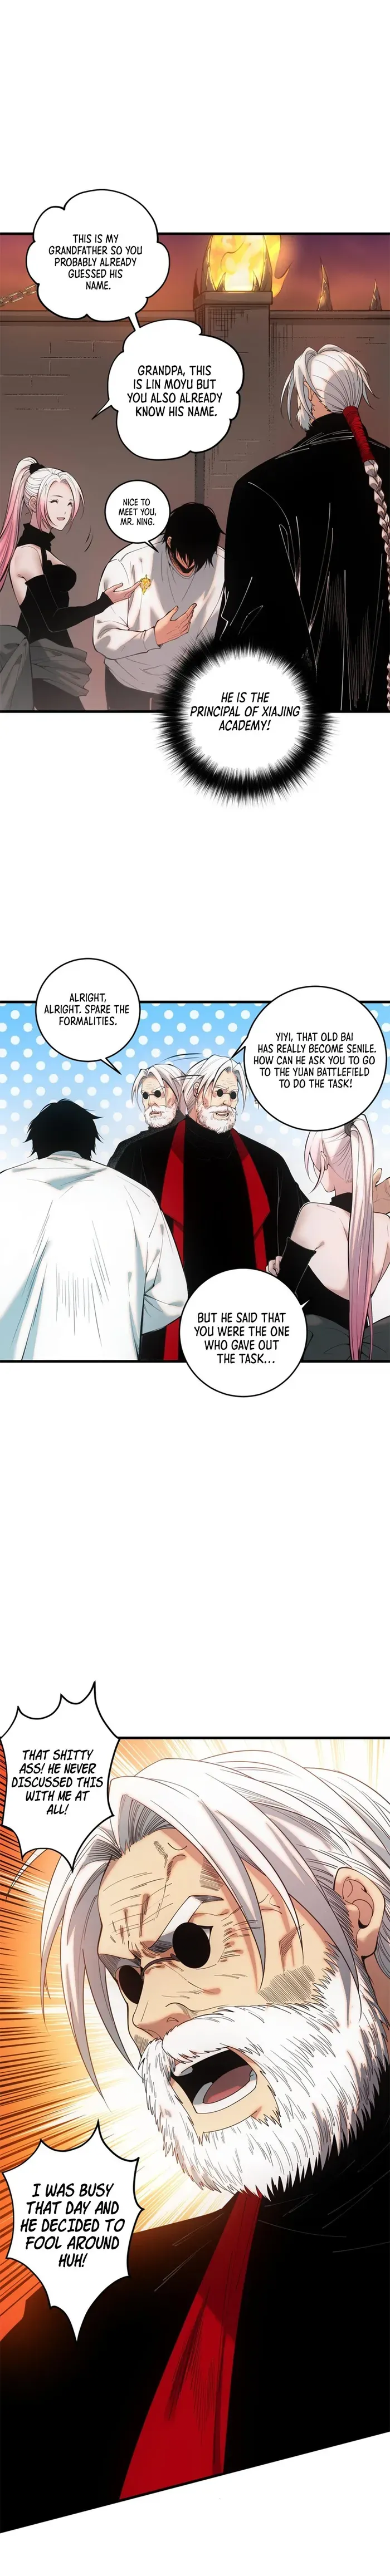 THIS IS MY
GRANDFATHER SO YOU
PROBABLY ALREADY
GUESSED HIS
NAME.
GRANDPA, THIS
IS LIN MOYU BUT
YOU ALSO ALREADY
KNOW HIS NAME.
NICE TO
MEET YOU,
MR. NING.
HE IS THE
PRINCIPAL OF XIAJING
ACADEMY!
ALRIGHT,
ALRIGHT. SPARE THE
FORMALITIES.
YIYI, THAT OLD BAI
HAS REALLY BECOME SENILE.
HOW CAN HE ASK YOU TO GO
TO THE YUAN BATTLEFIELD
TO DO THE TASK!
BUT HE SAID THAT
YOU WERE THE ONE
WHO GAVE OUT
THE TASK...
THAT SHITTY
ASS! HE NEVER
DISCUSSED THIS
WITH ME AT
ALL!
I WAS BUSY
THAT DAY AND
HE DECIDED TO
FOOL AROUND
HUH!